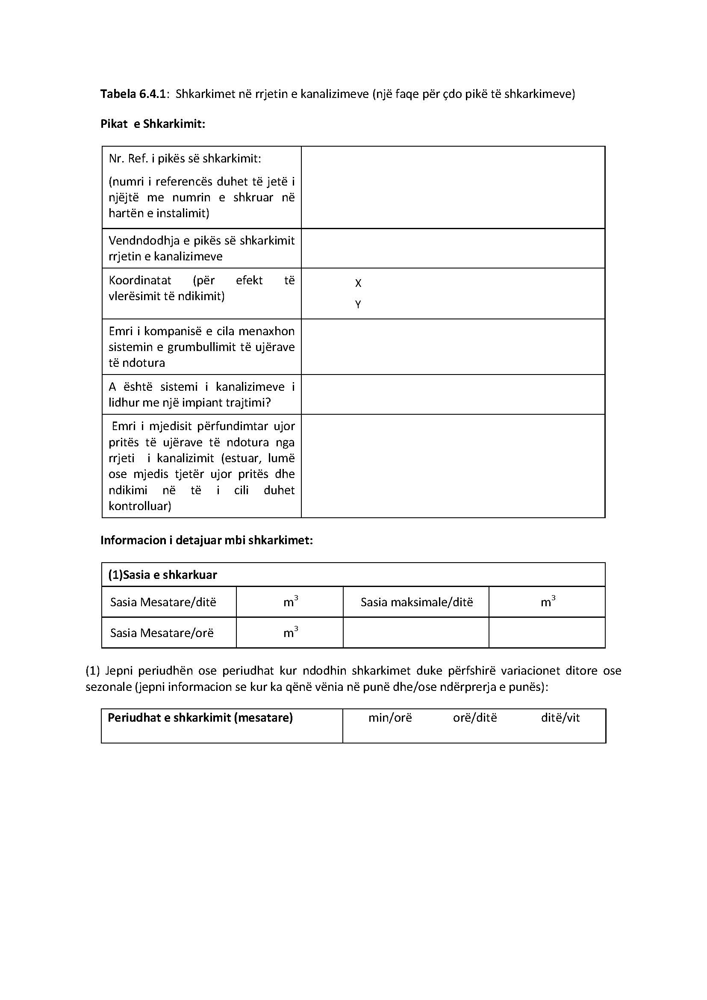 Tabela 6.4.1: Shkarkimet në rrjetin e kanalizimeve (një faqe për çdo pikë të shkarkimeve)
Pikat e Shkarkimit:
Nr. Ref. i pikës së shkarkimit:
(numri i referencës duhet të jetë i
njëjtë me numrin e shkruar në
hartën e instalimit)
Vendndodhja e pikës së shkarkimit
rrjetin e kanalizimeve
Koordinatat (për efekt të
vlerësimit të ndikimit)
X
Y
Emri i kompanisë e cila menaxhon
sistemin e grumbullimit të ujërave
të ndotura
A është sistemi i kanalizimeve i
lidhur me një impiant trajtimi?
Emri i mjedisit përfundimtar ujor
pritës të ujërave të ndotura nga
rrjeti i kanalizimit (estuar, lumë
ose mjedis tjetër ujor pritës dhe
ndikimi në të i cili duhet
kontrolluar)
Informacion i detajuar mbi shkarkimet:
(1)Sasia e shkarkuar
Sasia Mesatare/ditë m³ Sasia maksimale/ditë m³
Sasia Mesatare/orë m³
(1) Jepni periudhën ose periudhat kur ndodhin shkarkimet duke përfshirë variacionet ditore ose
sezonale (jepni informacion se kur ka qënë vënia në punë dhe/ose ndërprerja e punës):
Periudhat e shkarkimit (mesatare) min/orë orë/ditë ditë/vit